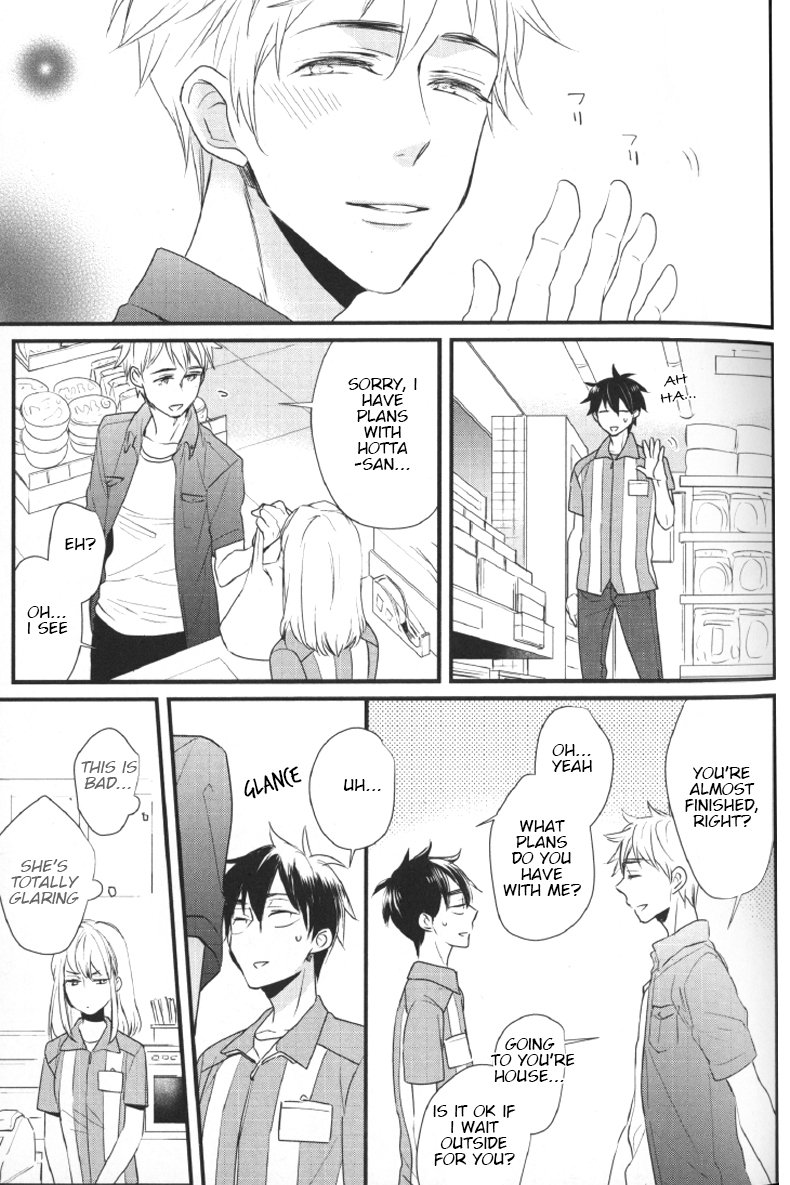 フリ
フリ
AH
HA...
SORRY, I
HAVE
PLANS
WITH
HOTTA
-SAN...
EH?
OH...
I SEE
YOU'RE
ALMOST
FINISHED,
RIGHT?
OH...
YEAH
WHAT
PLANS
DO YOU
HAVE
WITH ME?
GOING
TO YOU'RE
HOUSE...
IS IT OK IF
I WAIT
OUTSIDE
FOR YOU?
UH...
GLANCE
THIS IS
BAD...
SHE'S
TOTALLY
GLARING